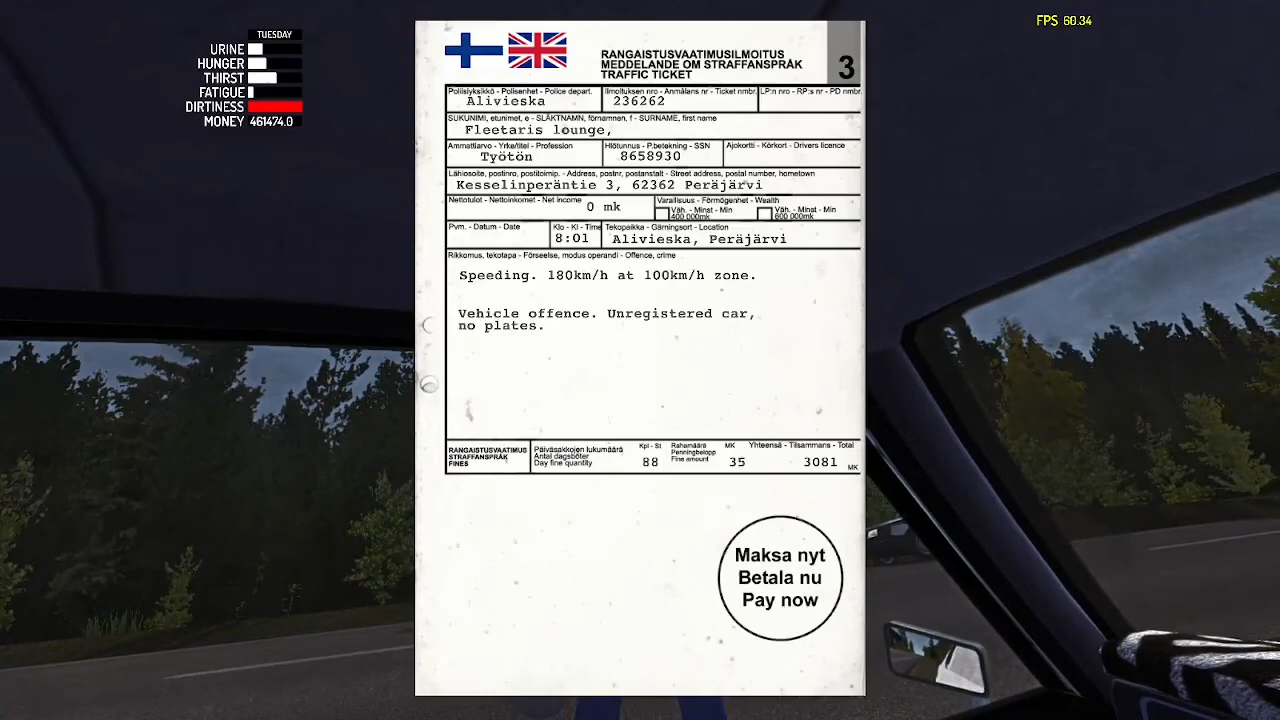 FPS 60.34
TUESDAY
URINE
HUNGER
THIRST
FATIGUE
DIRTINESS
MONEY 461474.0
RANGAISTUSVAATIMUSILMOITUS
MEDDELANDE OM STRAFFANSPRÅK
TRAFFIC TICKET
3
Poliisiyksikkö - Polisenhet - Police depart.
Alivieska
Ilmoituksen nro - Anmälans nr - Ticket nmbr.
236262
LP:n nro - RP:s nr - PD nmbr.
SUKUNIMI, etunimet, e - SLÄKTNAMN, förnamnen, f - SURNAME, first name
Fleetaris lounge,
Ammattiarvo - Yrke/titel - Profession
Työtön
Hlötunnus - P.betekning - SSN
8658930
Ajokortti - Körkort - Drivers licence
Lähiosoite, postinro, postitoimip. - Address, postnr, postanstalt - Street address, postal number, hometown
Kesselinperäntie 3, 62362 Peräjärvi
Nettotulot - Nettoinkomet - Net income
0 mk
Varallisuus - Förmögenhet - Wealth
Väh. - Minst - Min
400 000mk
Väh. - Minst - Min
600 000mk
Pvm. - Datum - Date
Klo - Kl - Time
8:01
Tekopaikka - Gärningsort - Location
Alivieska, Peräjärvi
Rikkomus, tekotapa - Förseelse, modus operandi - Offence, crime
Speeding. 180km/h at 100km/h zone.
Vehicle offence. Unregistered car,
no plates.
RANGAISTUSVAATIMUS
STRAFFANSPRÅK
FINES
Päiväsakkojen lukumäärä
Antal dagsböter
Day fine quantity
Kpl - St
88
Rahamäärä
Penningbelopp
Fine amount
MK
35
Yhteensä - Tillsammans - Total
3081
MK
Maksa nyt
Betala nu
Pay now